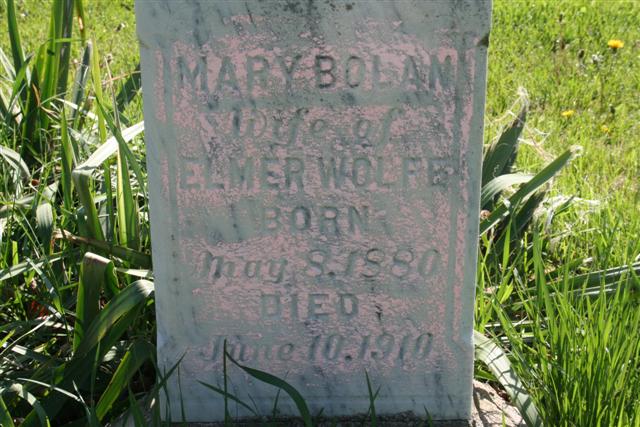 MARY BOLAN
Wife of
ELMER WOLFE
BORN
May 8.1880
DIED
June 10.1910